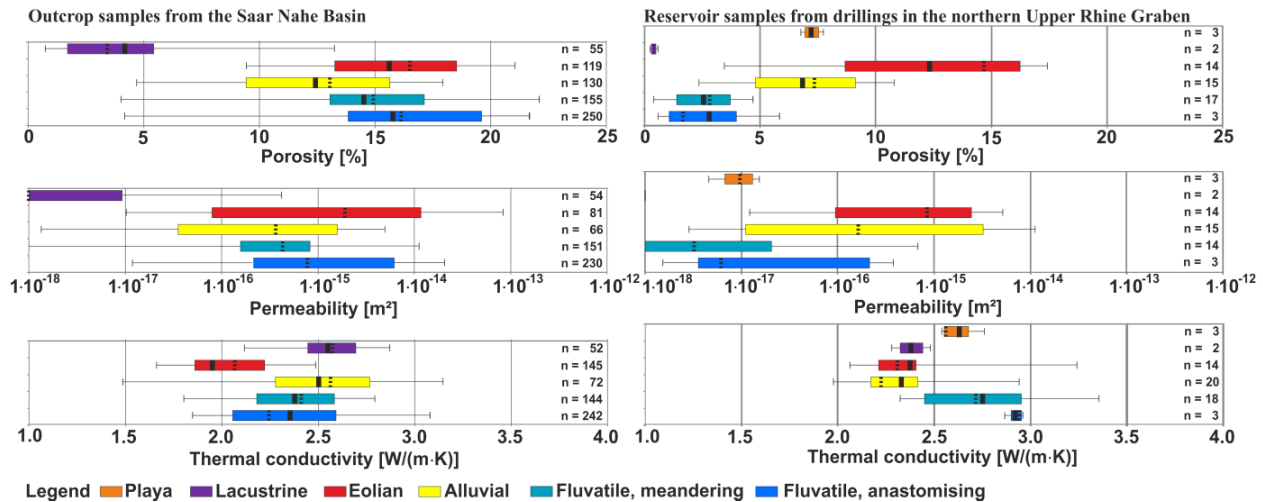 Outcrop samples from the Saar Nahe Basin
n = 55
n = 119
n = 130
n = 155
n = 250
0 5 10 15 20 25
Porosity [%]
n = 54
n = 81
n = 66
n = 151
n = 230
1·10⁻¹⁸ 1·10⁻¹⁷ 1·10⁻¹⁶ 1·10⁻¹⁵ 1·10⁻¹⁴ 1·10⁻¹³ 1·10⁻¹²
Permeability [m²]
n = 52
n = 145
n = 72
n = 144
n = 242
1.0 1.5 2.0 2.5 3.0 3.5 4.0
Thermal conductivity [W/(m·K)]
Reservoir samples from drillings in the northern Upper Rhine Graben
n = 3
n = 2
n = 14
n = 15
n = 17
n = 3
0 5 10 15 20 25
Porosity [%]
n = 3
n = 2
n = 14
n = 15
n = 14
n = 3
1·10⁻¹⁷ 1·10⁻¹⁶ 1·10⁻¹⁵ 1·10⁻¹⁴ 1·10⁻¹³ 1·10⁻¹²
Permeability [m²]
n = 3
n = 2
n = 14
n = 20
n = 18
n = 3
1.0 1.5 2.0 2.5 3.0 3.5 4.0
Thermal conductivity [W/(m·K)]
Legend Playa Lacustrine Eolian Alluvial Fluvatile, meandering Fluvatile, anastomising